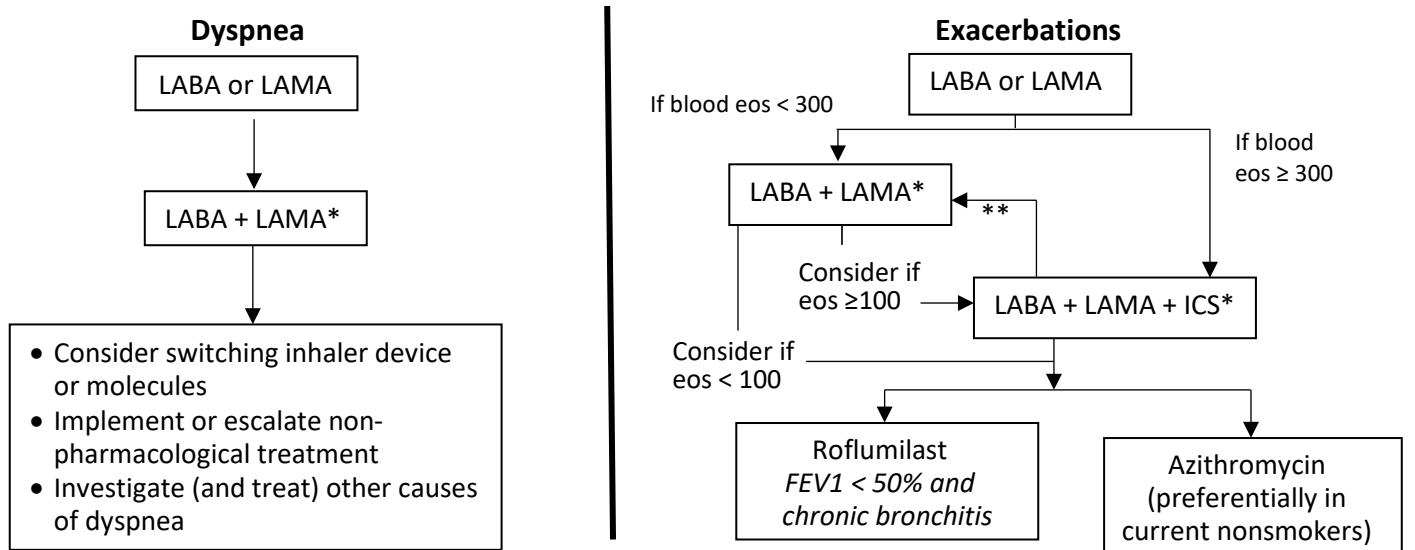 Dyspnea
LABA or LAMA
LABA + LAMA*
• Consider switching inhaler device
or molecules
• Implement or escalate non-
pharmacological treatment
• Investigate (and treat) other causes
of dyspnea
Exacerbations
LABA or LAMA
If blood eos < 300
If blood
eos ≥ 300
LABA + LAMA*
**
Consider if
eos ≥100
LABA + LAMA + ICS*
Consider if
eos < 100
Roflumilast
FEV1 < 50% and
chronic bronchitis
Azithromycin
(preferentially in
current nonsmokers)